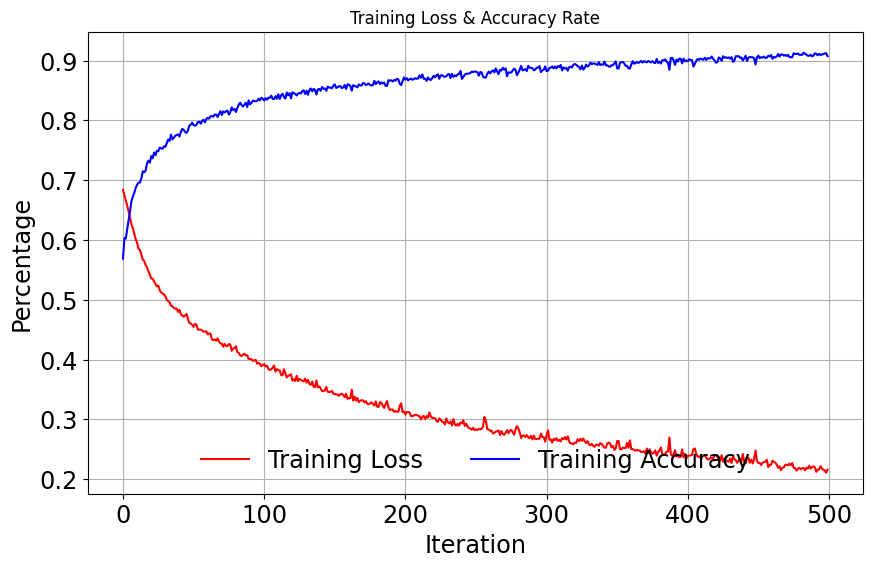 Training Loss & Accuracy Rate
Percentage
0.9
0.8
0.7
0.6
0.5
0.4
0.3
0.2
Training Loss Training Accuracy
0 100 200 300 400 500
Iteration